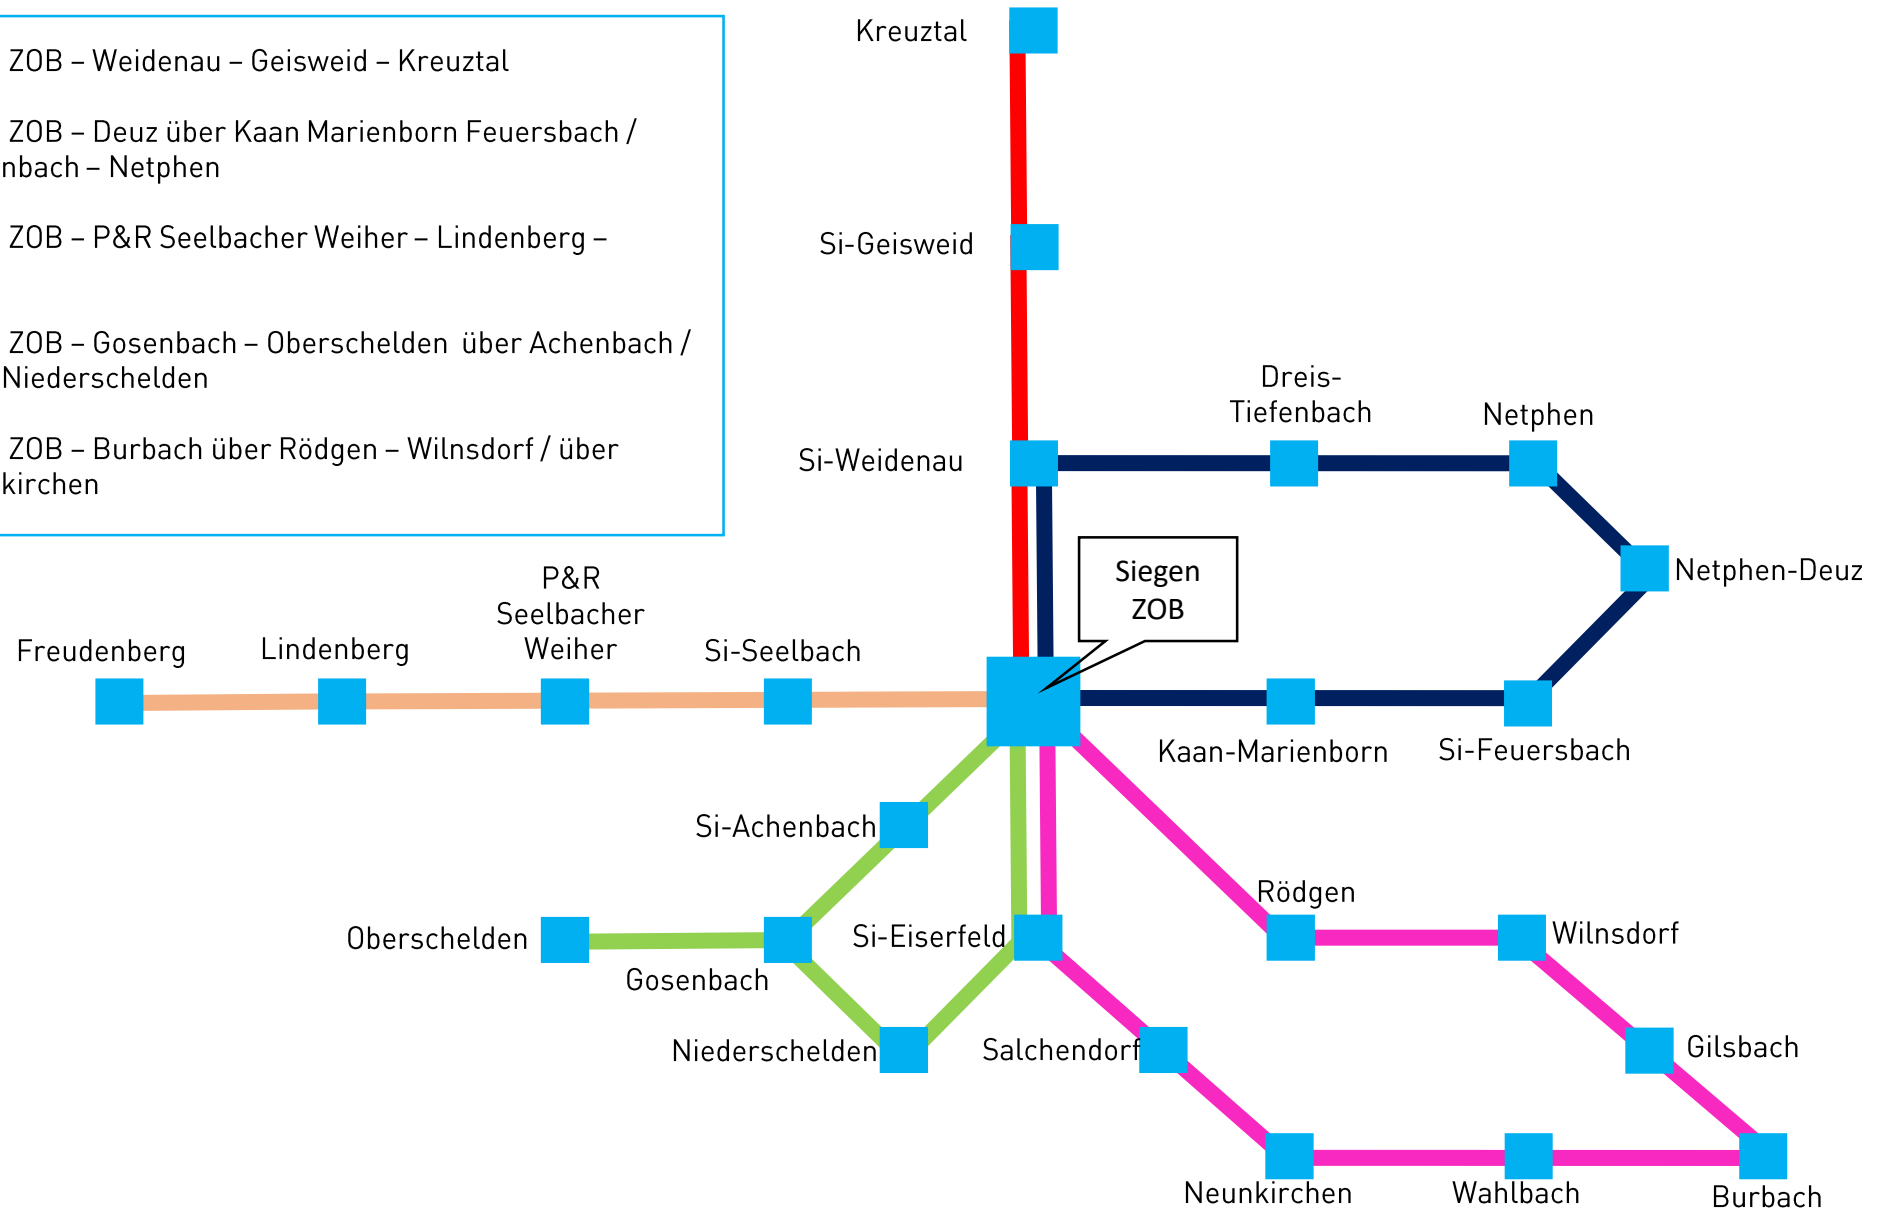 ZOB – Weidenau – Geisweid – Kreuztal
ZOB – Deuz über Kaan Marienborn Feuersbach /
nbach – Netphen
ZOB – P&R Seelbacher Weiher – Lindenberg –
ZOB – Gosenbach – Oberschelden über Achenbach /
Niederschelden
ZOB – Burbach über Rödgen – Wilnsdorf / über
kirchen
Kreuztal
Si-Geisweid
Si-Weidenau
Dreis-
Tiefenbach
Netphen
Netphen-Deuz
Siegen
ZOB
Freudenberg
Lindenberg
P&R
Seelbacher
Weiher
Si-Seelbach
Kaan-Marienborn
Si-Feuersbach
Si-Achenbach
Oberschelden
Gosenbach
Si-Eiserfeld
Niederschelden
Rödgen
Wilnsdorf
Salchendorf
Gilsbach
Neunkirchen
Wahlbach
Burbach